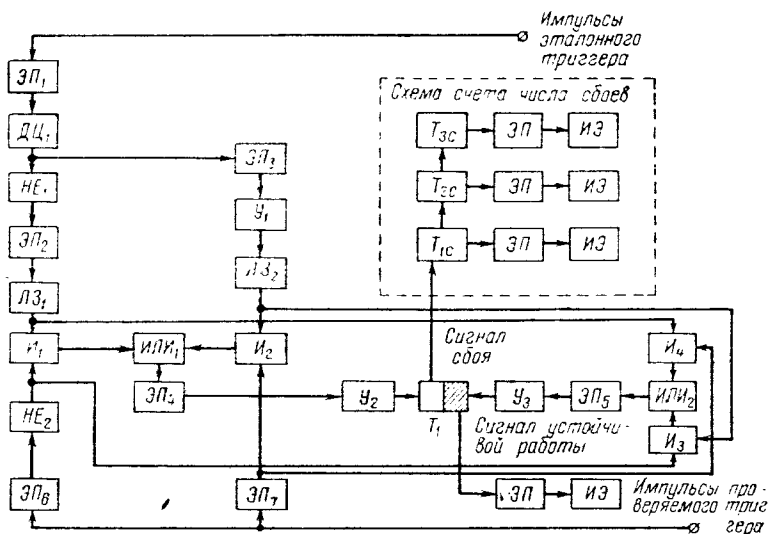 Импульсы
эталонного
триггера
ЭП₁
ДЦ₁
НЕ₁
ЭП₂
ЛЗ₁
И₁
НЕ₂
ЭП₆
ЭП₃
У₁
ЛЗ₂
И₂
ИЛИ₁
ЭП₄
ЭП₇
Схема счета числа сбоев
Т₃С ЭП ИЭ
Т₂С ЭП ИЭ
Т₁С ЭП ИЭ
Сигнал
сбоя
У₂
Т₁
У₃
ЭП₅
ИЛИ₂
И₄
И₃
Сигнал устойчи-
вой работы
ЭП ИЭ
Импульсы про-
веряемого триг
гера